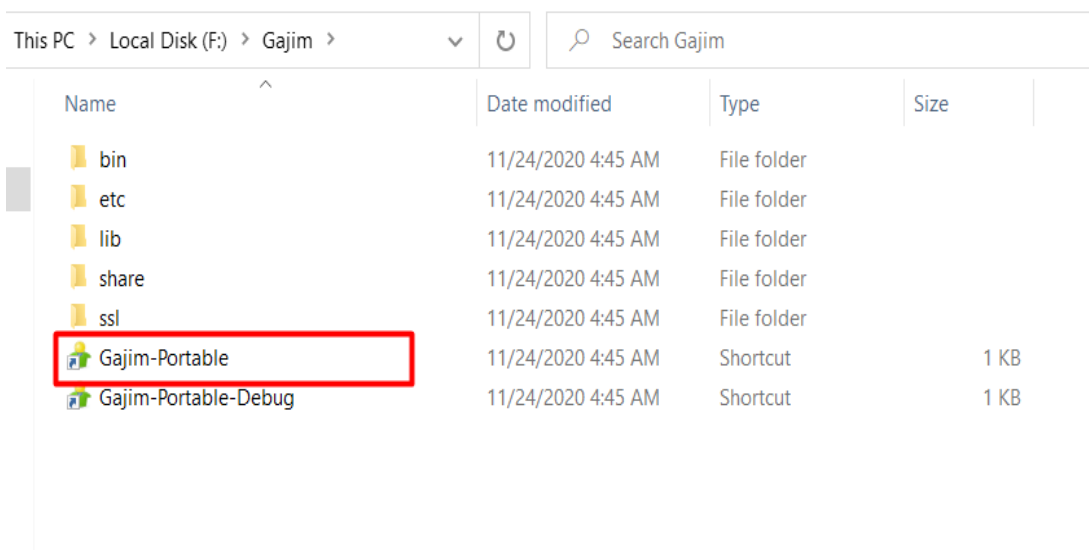 This PC > Local Disk (F:) > Gajim > Search Gajim
Name Date modified Type Size
bin 11/24/2020 4:45 AM File folder
etc 11/24/2020 4:45 AM File folder
lib 11/24/2020 4:45 AM File folder
share 11/24/2020 4:45 AM File folder
ssl 11/24/2020 4:45 AM File folder
Gajim-Portable 11/24/2020 4:45 AM Shortcut 1 KB
Gajim-Portable-Debug 11/24/2020 4:45 AM Shortcut 1 KB